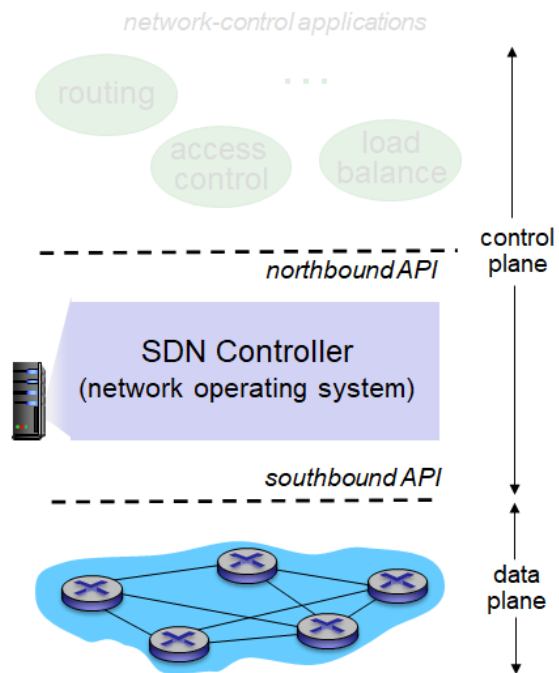 network-control applications
routing
. . .
access
control
load
balance
control
plane
northbound API
SDN Controller
(network operating system)
southbound API
data
plane